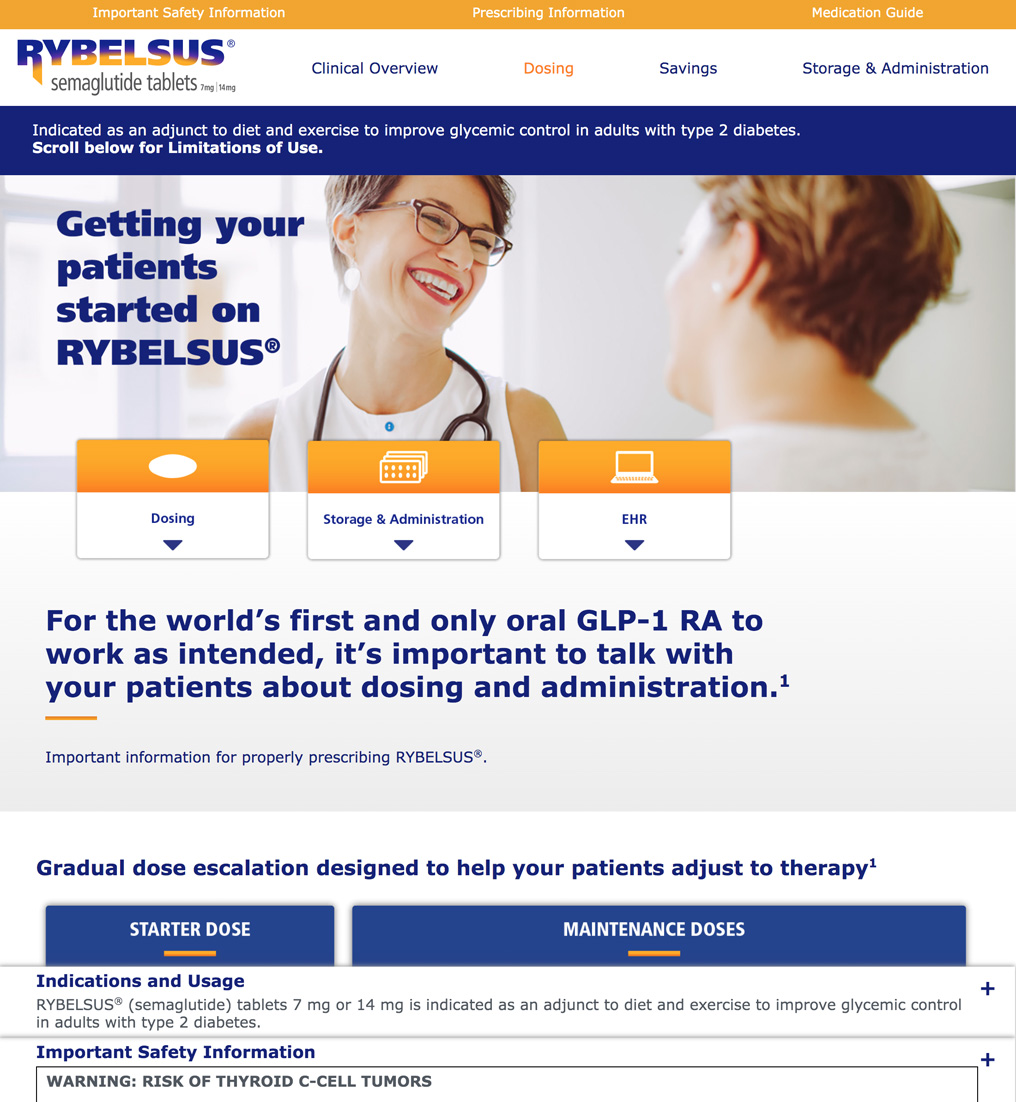 Important Safety Information
Prescribing Information
Medication Guide
RYBELSUS®
semaglutide tablets 7mg | 14mg
Clinical Overview
Dosing
Savings
Storage & Administration
Indicated as an adjunct to diet and exercise to improve glycemic control in adults with type 2 diabetes.
Scroll below for Limitations of Use.
Getting your
patients
started on
RYBELSUS®
Dosing
Storage & Administration
EHR
For the world’s first and only oral GLP-1 RA to
work as intended, it’s important to talk with
your patients about dosing and administration.¹
Important information for properly prescribing RYBELSUS®.
Gradual dose escalation designed to help your patients adjust to therapy¹
STARTER DOSE
MAINTENANCE DOSES
Indications and Usage
+
RYBELSUS® (semaglutide) tablets 7 mg or 14 mg is indicated as an adjunct to diet and exercise to improve glycemic control
in adults with type 2 diabetes.
Important Safety Information
+
WARNING: RISK OF THYROID C-CELL TUMORS